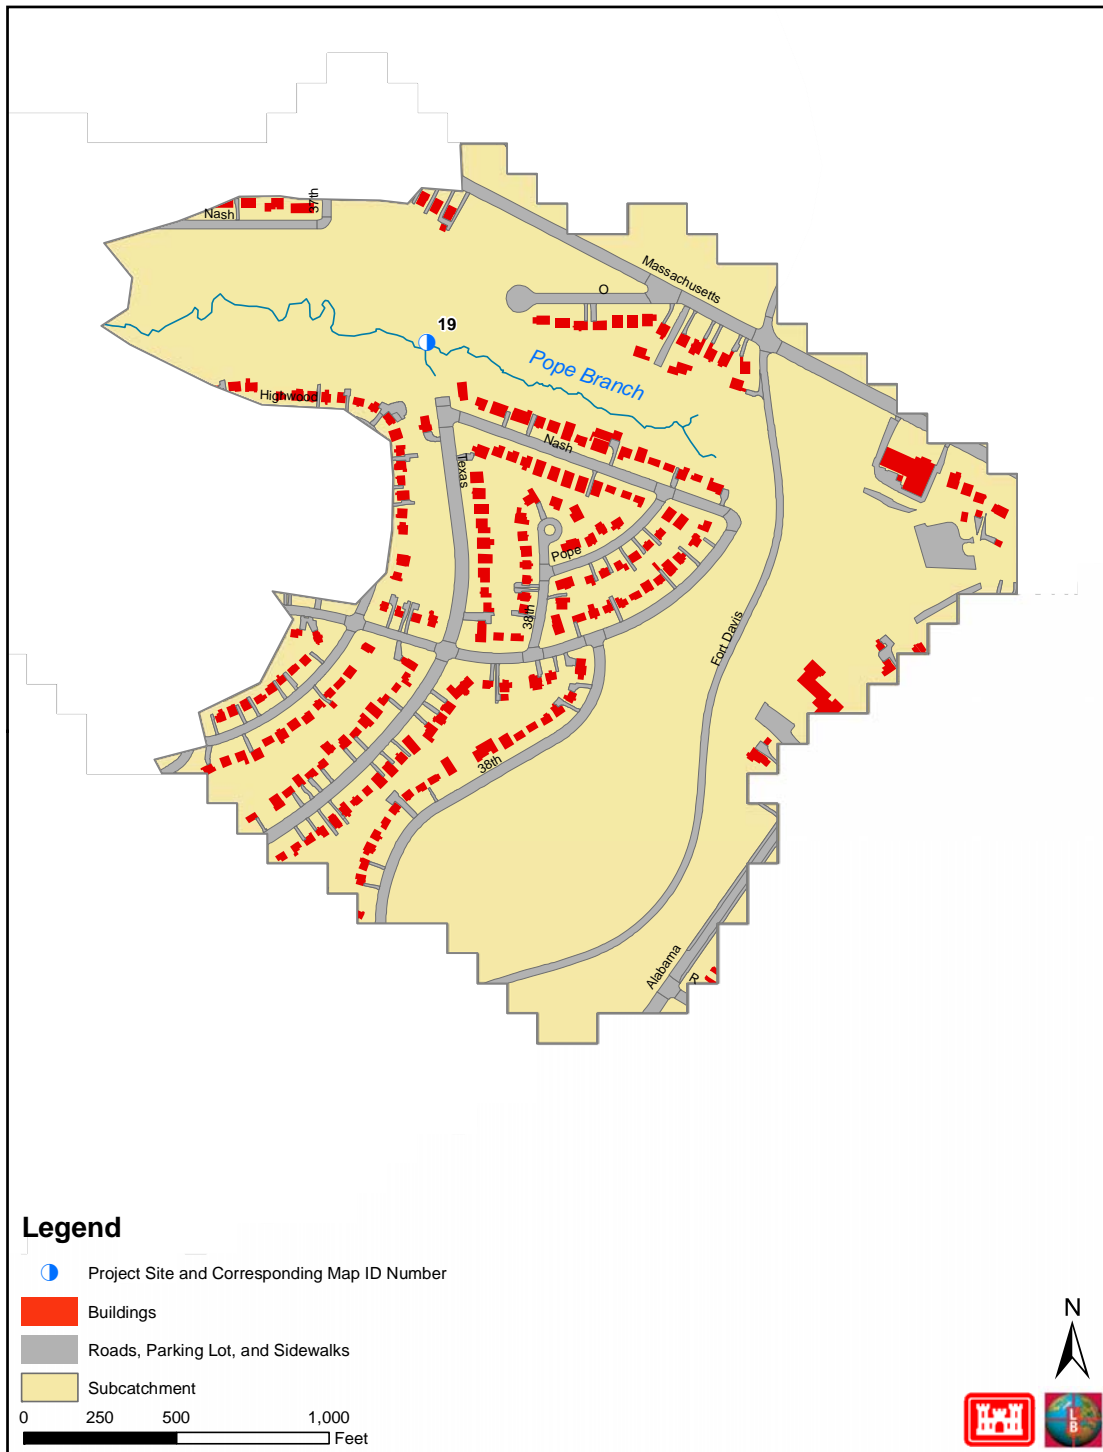 37th
Nash
Massachusetts
O
19
Pope Branch
Highwood
Nash
Texas
Pope
38th
Fort Davis
38th
Alabama
R
Legend
Project Site and Corresponding Map ID Number
Buildings
Roads, Parking Lot, and Sidewalks
Subcatchment
0 250 500 1,000
Feet
N
L
B